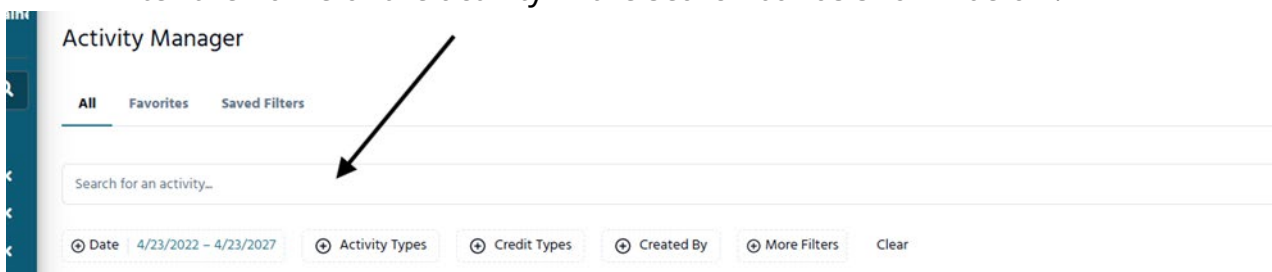 Activity Manager
All Favorites Saved Filters
Search for an activity...
Date 4/23/2022 – 4/23/2027 Activity Types Credit Types Created By More Filters Clear